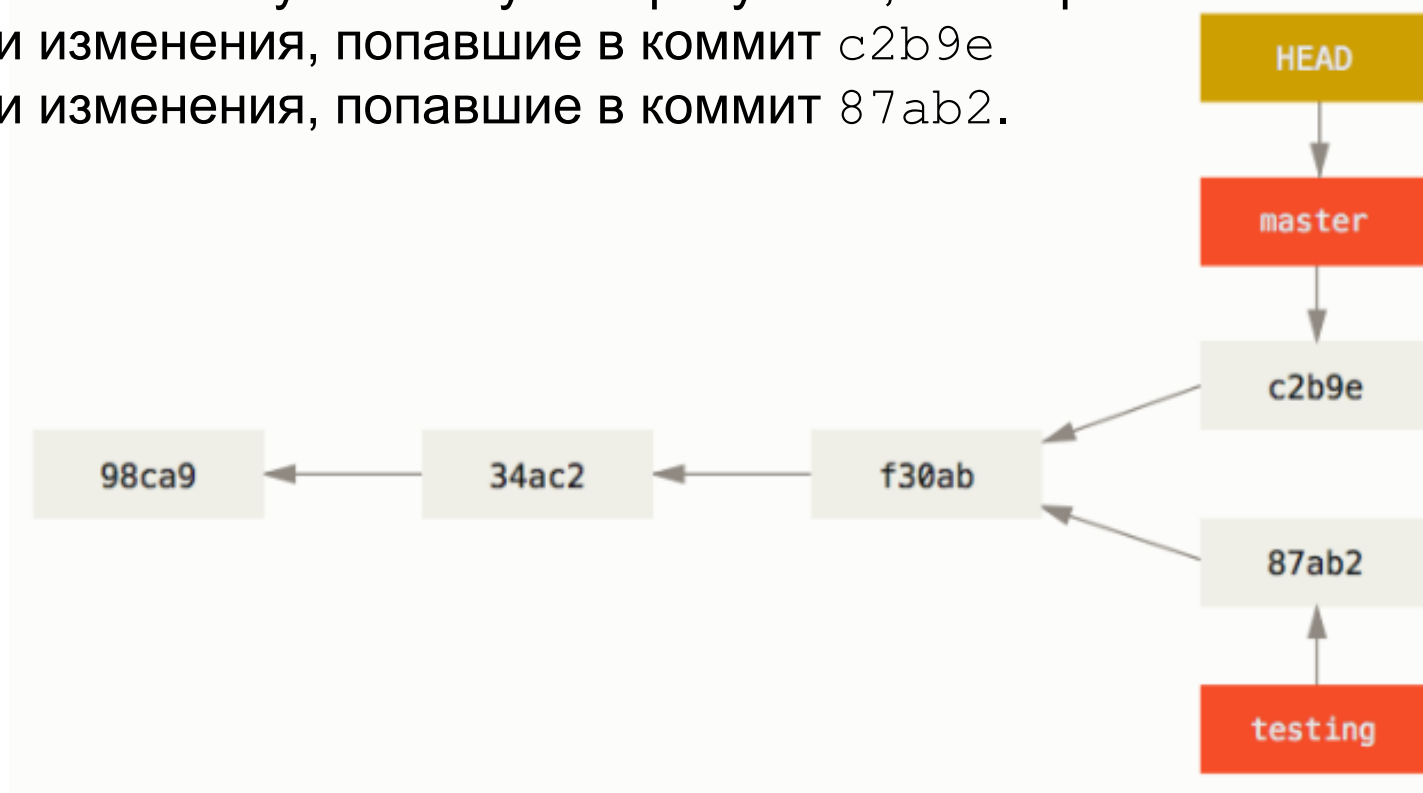 и изменения, попавшие в коммит c2b9e
и изменения, попавшие в коммит 87ab2.
HEAD
master
c2b9e
98ca9
34ac2
f30ab
87ab2
testing